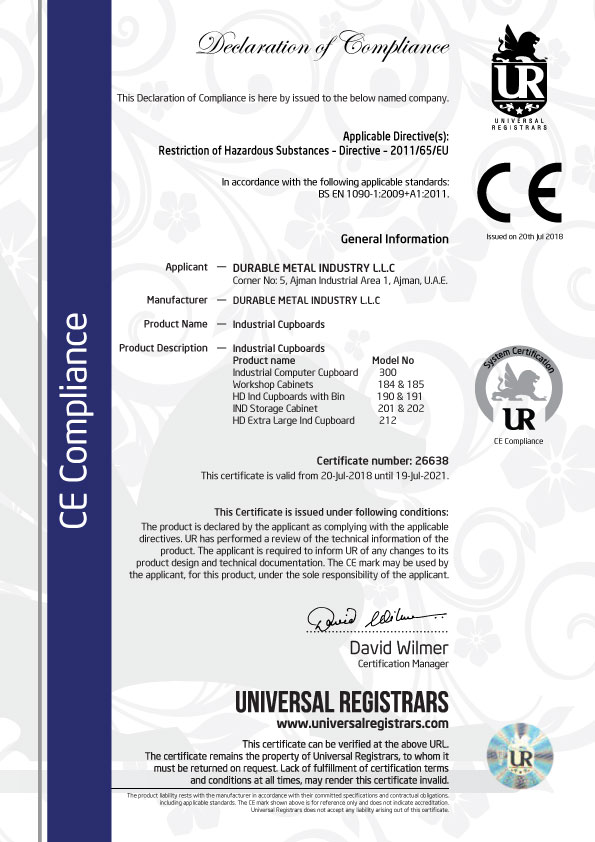 Declaration of Compliance
UR
UNIVERSAL
REGISTRARS
This Declaration of Compliance is here by issued to the below named company.
Applicable Directive(s):
Restriction of Hazardous Substances – Directive – 2011/65/EU
In accordance with the following applicable standards:
BS EN 1090-1:2009+A1:2011.
CE
Issued on 20th Jul 2018
General Information
Applicant — DURABLE METAL INDUSTRY L.L.C
Corner No: 5, Ajman Industrial Area 1, Ajman, U.A.E.
Manufacturer — DURABLE METAL INDUSTRY L.L.C
Product Name — Industrial Cupboards
Product Description — Industrial Cupboards
Product name Model No
Industrial Computer Cupboard 300
Workshop Cabinets 184 & 185
HD Ind Cupboards with Bin 190 & 191
IND Storage Cabinet 201 & 202
HD Extra Large Ind Cupboard 212
System Certification
UR
CE Compliance
CE Compliance
Certificate number: 26638
This certificate is valid from 20-Jul-2018 until 19-Jul-2021.
This Certificate is issued under following conditions:
The product is declared by the applicant as complying with the applicable
directives. UR has performed a review of the technical information of the
product. The applicant is required to inform UR of any changes to its
product design and technical documentation. The CE mark may be used by
the applicant, for this product, under the sole responsibility of the applicant.
David Wilmer
David Wilmer
Certification Manager
UNIVERSAL REGISTRARS
www.universalregistrars.com
This certificate can be verified at the above URL.
The certificate remains the property of Universal Registrars, to whom it
must be returned on request. Lack of fulfillment of certification terms
and conditions at all times, may render this certificate invalid.
UR
The product liability rests with the manufacturer in accordance with their committed specifications and contractual obligations,
including applicable standards. The CE mark shown above is for reference only and does not indicate accreditation.
Universal Registrars does not accept any liability arising out of this certificate.